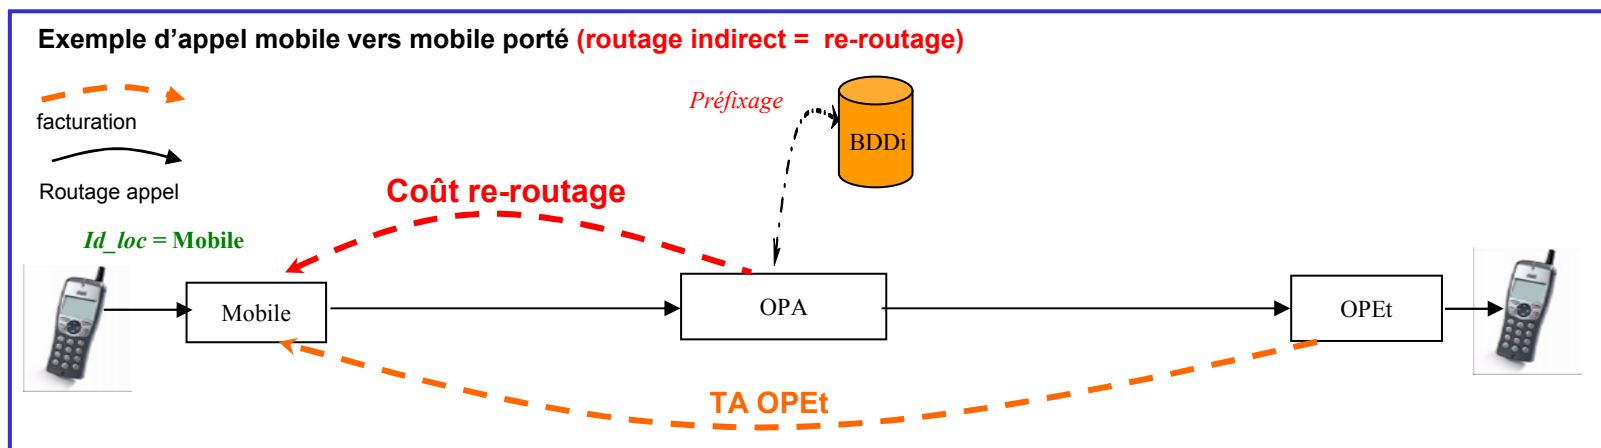 Exemple d’appel mobile vers mobile porté (routage indirect = re-routage)
Préfixage
facturation
BDDi
Routage appel
Coût re-routage
Id_loc = Mobile
Mobile
OPA
OPEt
TA OPEt